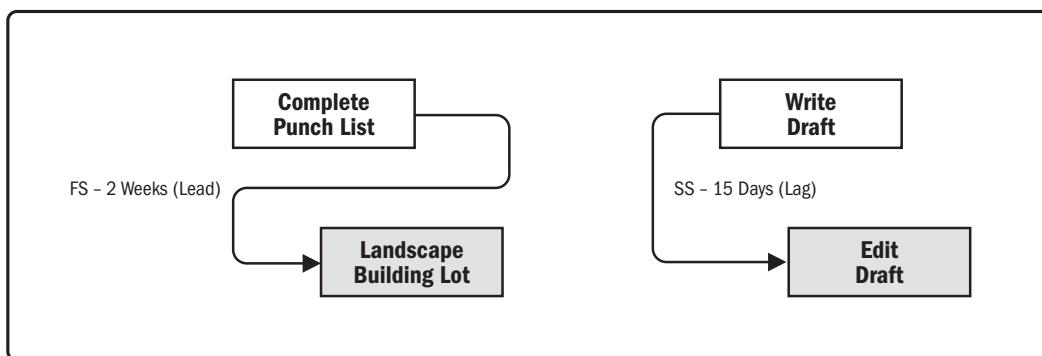 Complete
Punch List
FS – 2 Weeks (Lead)
Landscape
Building Lot
Write
Draft
SS – 15 Days (Lag)
Edit
Draft